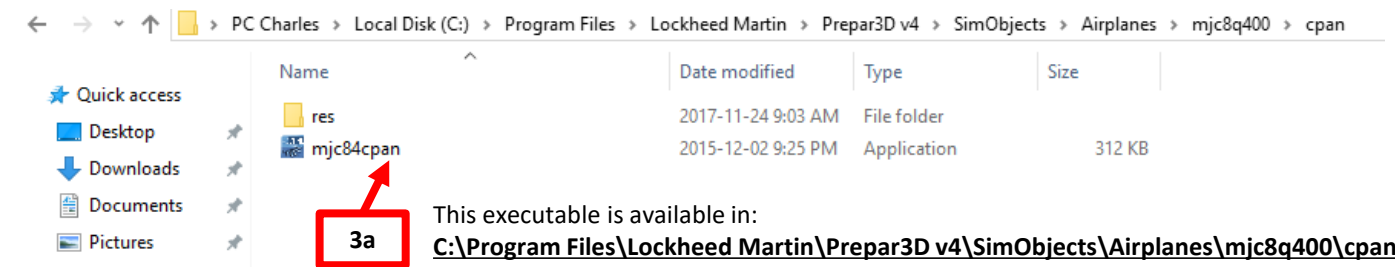 PC Charles > Local Disk (C:) > Program Files > Lockheed Martin > Prepar3D v4 > SimObjects > Airplanes > mjc8q400 > cpan
Name Date modified Type Size
Quick access
res 2017-11-24 9:03 AM File folder
Desktop
mjc84cpan 2015-12-02 9:25 PM Application 312 KB
Downloads
Documents
This executable is available in:
3a
Pictures
C:\Program Files\Lockheed Martin\Prepar3D v4\SimObjects\Airplanes\mjc8q400\cpan